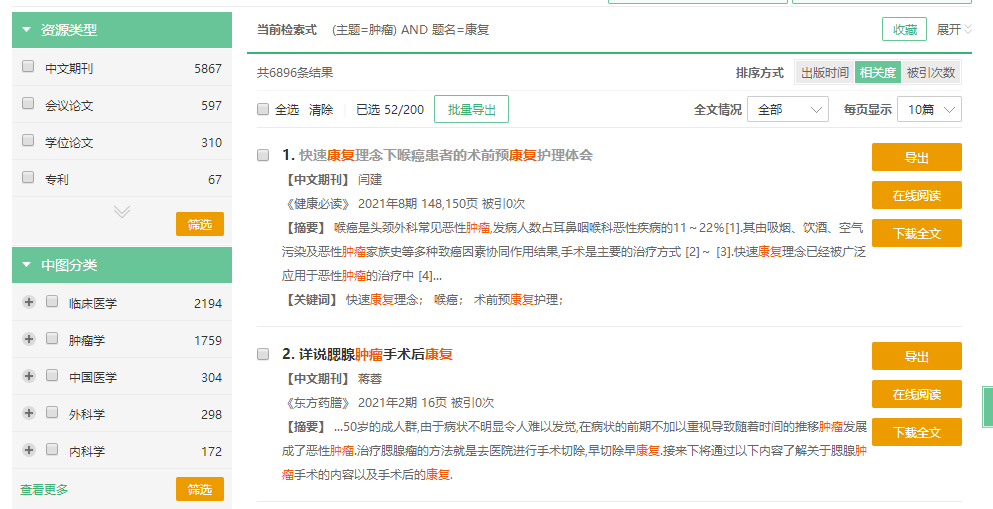 资源类型
中文期刊 5867
会议论文 597
学位论文 310
专利 67
筛选
中图分类
临床医学 2194
肿瘤学 1759
中国医学 304
外科学 298
内科学 172
查看更多 筛选
当前检索式 (主题=肿瘤) AND 题名=康复 收藏 展开
共6896条结果 排序方式 出版时间 相关度 被引次数
全选 清除 已选 52/200 批量导出 全文情况 全部 每页显示 10篇
1. 快速康复理念下喉癌患者的术前预康复护理体会 导出
【中文期刊】 闫建
《健康必读》 2021年8期 148,150页 被引0次 在线阅读
【摘要】 喉癌是头颈外科常见恶性肿瘤,发病人数占耳鼻咽喉科恶性疾病的11～22%[1].其由吸烟、饮酒、空气 下载全文
污染及恶性肿瘤家族史等多种致癌因素协同作用结果,手术是主要的治疗方式 [2]～ [3].快速康复理念已经被广泛
应用于恶性肿瘤的治疗中 [4]...
【关键词】 快速康复理念； 喉癌； 术前预康复护理；
2. 详说腮腺肿瘤手术后康复 导出
【中文期刊】 蒋蓉
《东方药膳》 2021年2期 16页 被引0次 在线阅读
【摘要】 ...50岁的成人群,由于病状不明显令人难以发觉,在病状的前期不加以重视导致随着时间的推移肿瘤发展 下载全文
成了恶性肿瘤.治疗腮腺瘤的方法就是去医院进行手术切除,早切除早康复.接来下将通过以下内容了解关于腮腺肿
瘤手术的内容以及手术后的康复.